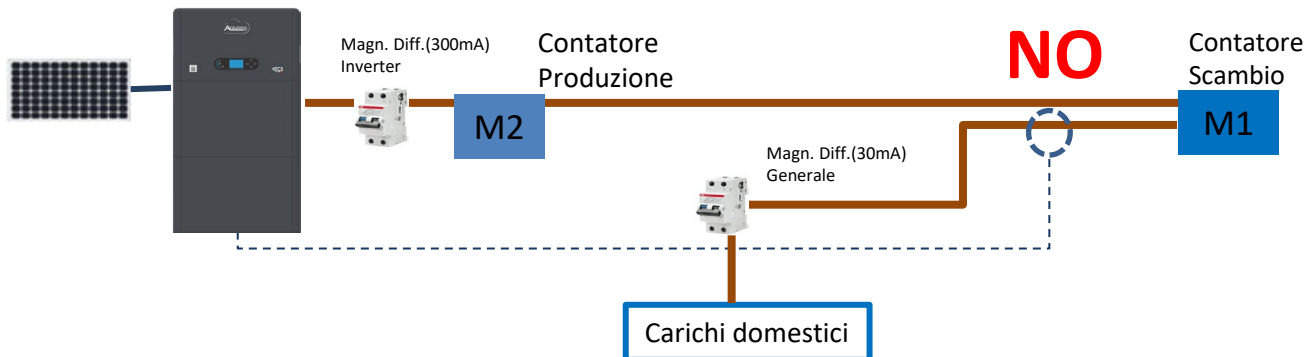 Magn. Diff.(300mA)
Inverter
Contatore
Produzione
NO
Contatore
Scambio
M2
M1
Magn. Diff.(30mA)
Generale
Carichi domestici